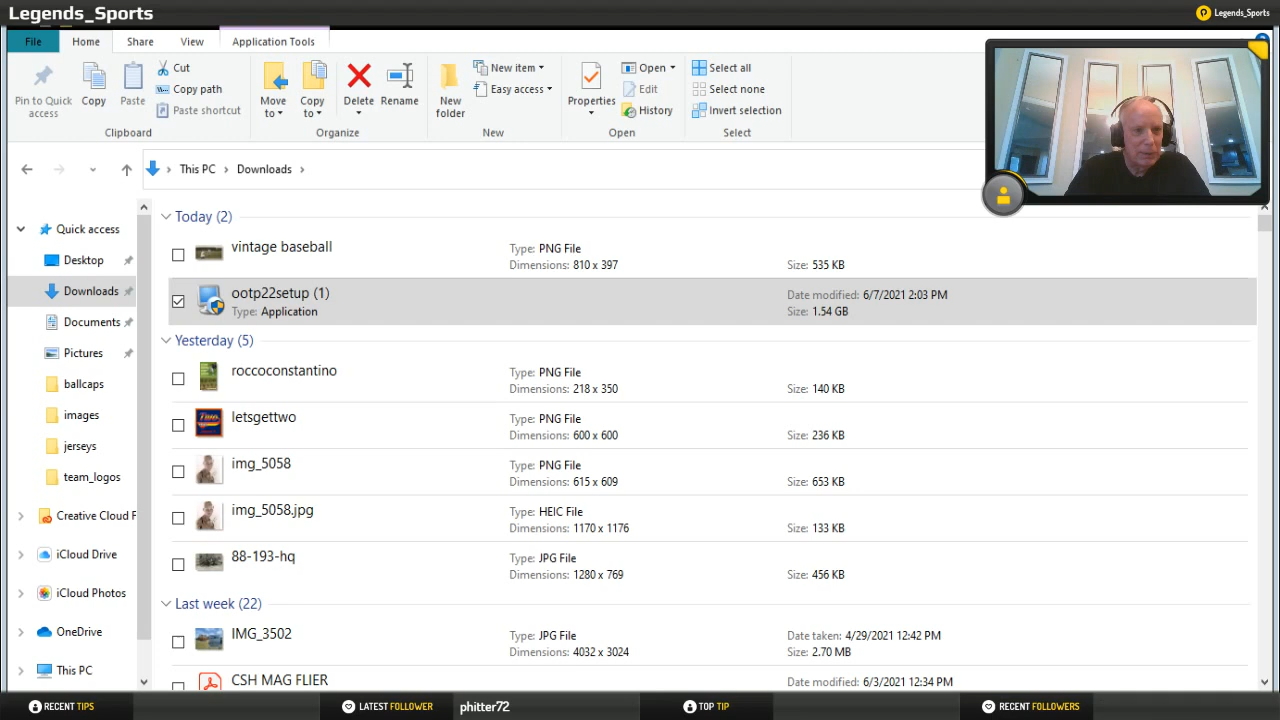 Legends_Sports
Legends_Sports
File
Home
Share
View
Application Tools
Pin to Quick
access
Copy
Paste
Cut
Copy path
Paste shortcut
Clipboard
Move
to
Copy
to
Delete
Rename
Organize
New
folder
New item
Easy access
New
Properties
Open
Edit
History
Open
Select all
Select none
Invert selection
Select
This PC
Downloads
Quick access
Desktop
Downloads
Documents
Pictures
ballcaps
images
jerseys
team_logos
Creative Cloud F
iCloud Drive
iCloud Photos
OneDrive
This PC
Today (2)
vintage baseball
Type: PNG File
Dimensions: 810 x 397
Size: 535 KB
ootp22setup (1)
Type: Application
Date modified: 6/7/2021 2:03 PM
Size: 1.54 GB
Yesterday (5)
roccoconstantino
Type: PNG File
Dimensions: 218 x 350
Size: 140 KB
letsgettwo
Type: PNG File
Dimensions: 600 x 600
Size: 236 KB
img_5058
Type: PNG File
Dimensions: 615 x 609
Size: 653 KB
img_5058.jpg
Type: HEIC File
Dimensions: 1170 x 1176
Size: 133 KB
88-193-hq
Type: JPG File
Dimensions: 1280 x 769
Size: 456 KB
Last week (22)
IMG_3502
Type: JPG File
Dimensions: 4032 x 3024
Date taken: 4/29/2021 12:42 PM
Size: 2.70 MB
CSH MAG FLIER
Date modified: 6/3/2021 12:34 PM
RECENT TIPS
LATEST FOLLOWER
phitter72
TOP TIP
RECENT FOLLOWERS